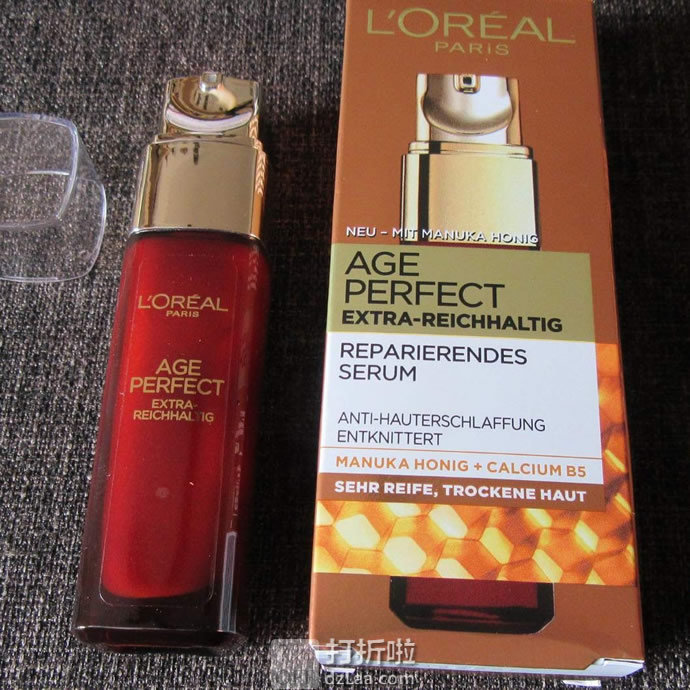 L'ORÉAL
PARIS
AGE
PERFECT
EXTRA-
REICHHALTIG
L'ORÉAL
PARIS
NEU – MIT MANUKA HONIG
AGE
PERFECT
EXTRA-REICHHALTIG
REPARIERENDES
SERUM
ANTI-HAUTERSCHLAFFUNG
ENTKNITTERT
MANUKA HONIG + CALCIUM B5
SEHR REIFE, TROCKENE HAUT
打折啦
dzLaa.com